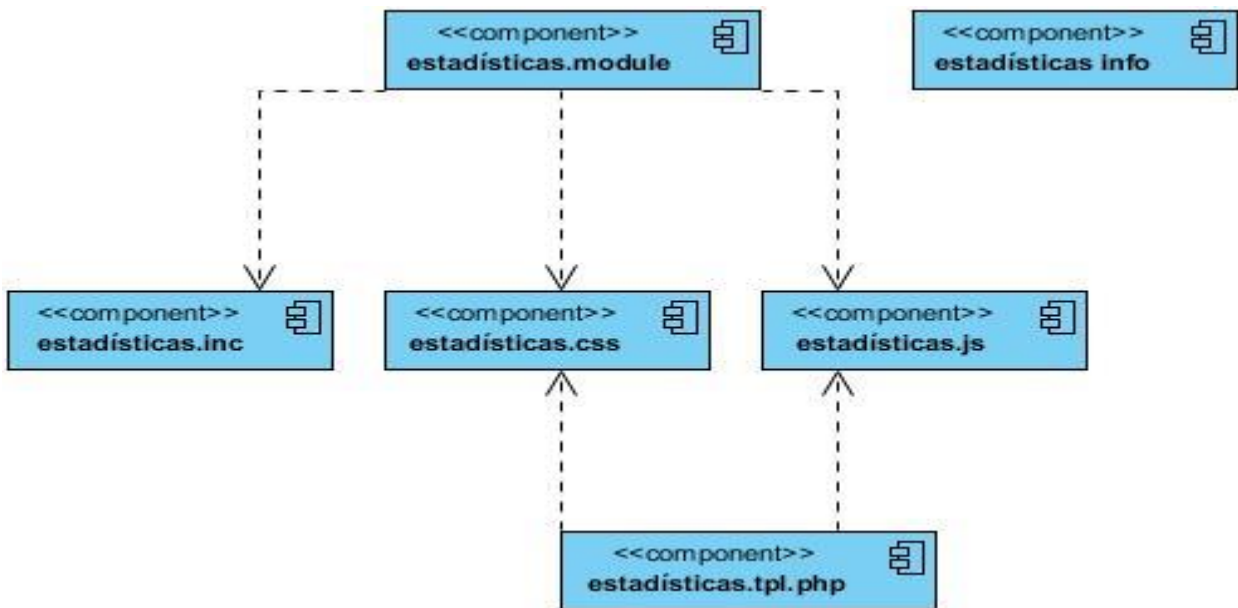 <<component>>
estadísticas.module
<<component>>
estadísticas info
<<component>>
estadísticas.inc
<<component>>
estadísticas.css
<<component>>
estadísticas.js
<<component>>
estadísticas.tpl.php